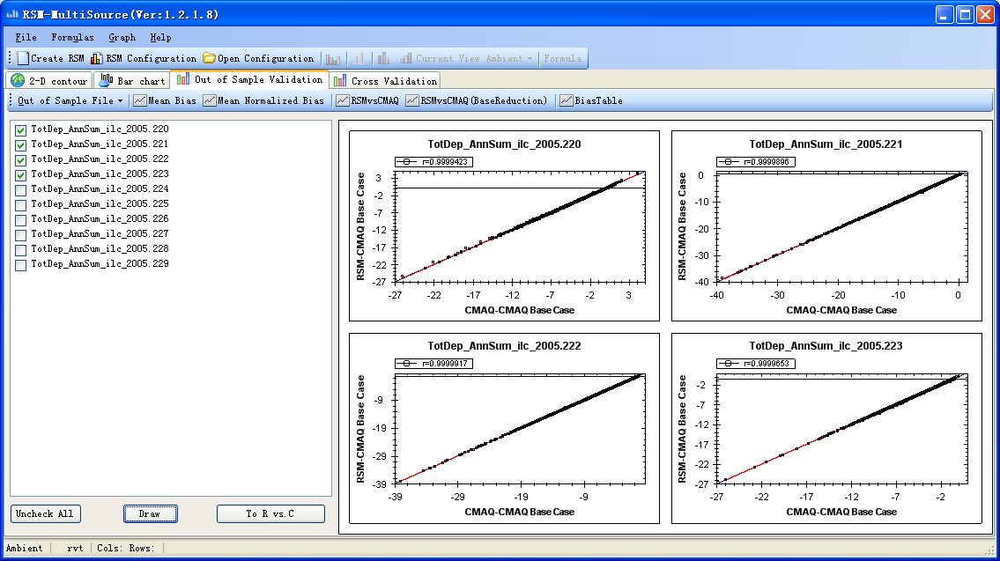 RSM-MultiSource(Ver:1.2.1.8)
File Formulas Graph Help
Create RSM RSM Configuration Open Configuration Current View Ambient Formula
2-D contour Bar chart Out of Sample Validation Cross Validation
Out of Sample File Mean Bias Mean Normalized Bias RSMvsCMAQ RSMvsCMAQ(BaseReduction) BiasTable
TotDep_AnnSum_ilc_2005.220
TotDep_AnnSum_ilc_2005.221
TotDep_AnnSum_ilc_2005.222
TotDep_AnnSum_ilc_2005.223
TotDep_AnnSum_ilc_2005.224
TotDep_AnnSum_ilc_2005.225
TotDep_AnnSum_ilc_2005.226
TotDep_AnnSum_ilc_2005.227
TotDep_AnnSum_ilc_2005.228
TotDep_AnnSum_ilc_2005.229
Uncheck All Draw To R vs.C
TotDep_AnnSum_ilc_2005.220
r=0.9999423
RSM-CMAQ Base Case
3
-2
-7
-12
-17
-22
-27
-27 -22 -17 -12 -7 -2 3
CMAQ-CMAQ Base Case
TotDep_AnnSum_ilc_2005.221
r=0.9999896
RSM-CMAQ Base Case
0
-10
-20
-30
-40
-40 -30 -20 -10 0
CMAQ-CMAQ Base Case
TotDep_AnnSum_ilc_2005.222
r=0.9999917
RSM-CMAQ Base Case
-9
-19
-29
-39
-39 -29 -19 -9
CMAQ-CMAQ Base Case
TotDep_AnnSum_ilc_2005.223
r=0.9999653
RSM-CMAQ Base Case
-2
-7
-12
-17
-22
-27
-27 -22 -17 -12 -7 -2
CMAQ-CMAQ Base Case
Ambient rvt Cols: Rows: